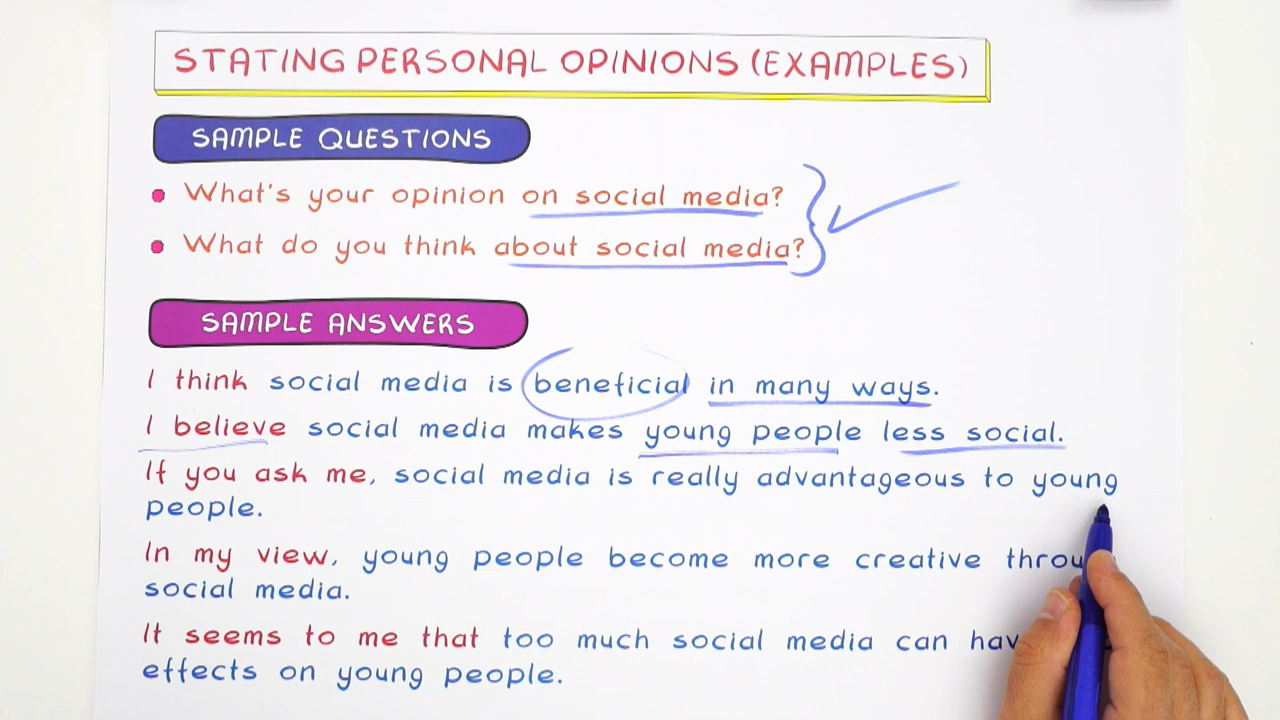 STATING PERSONAL OPINIONS (EXAMPLES)
SAMPLE QUESTIONS
What's your opinion on social media?
What do you think about social media?
SAMPLE ANSWERS
I think social media is beneficial in many ways.
I believe social media makes young people less social.
If you ask me, social media is really advantageous to young
people.
In my view, young people become more creative
social media.
It seems to me that too much social media can
effects on young people.